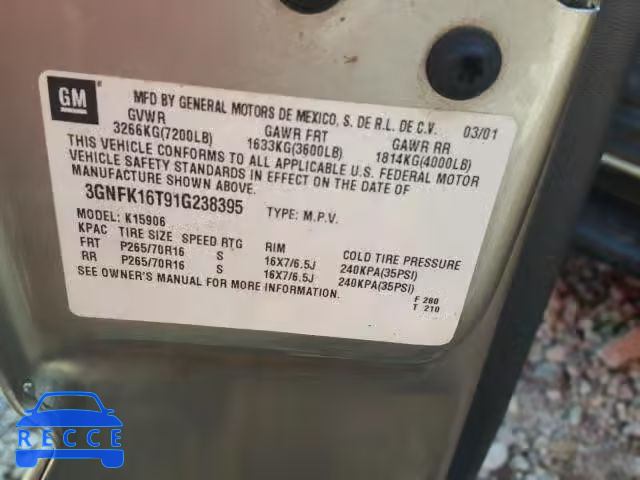 GM
MFD BY GENERAL MOTORS DE MEXICO, S. DE R.L. DE C.V. 03/01
GVWR GAWR FRT GAWR RR
3266KG(7200LB) 1633KG(3600LB) 1814KG(4000LB)
THIS VEHICLE CONFORMS TO ALL APPLICABLE U.S. FEDERAL MOTOR
VEHICLE SAFETY STANDARDS IN EFFECT ON THE DATE OF
MANUFACTURE SHOWN ABOVE.
3GNFK16T91G238395 TYPE: M.P.V.
MODEL: K15906
KPAC TIRE SIZE SPEED RTG RIM COLD TIRE PRESSURE
FRT P265/70R16 S 16X7/6.5J 240KPA(35PSI)
RR P265/70R16 S 16X7/6.5J 240KPA(35PSI)
SEE OWNER'S MANUAL FOR MORE INFORMATION.
F 280
T 210
RECCE